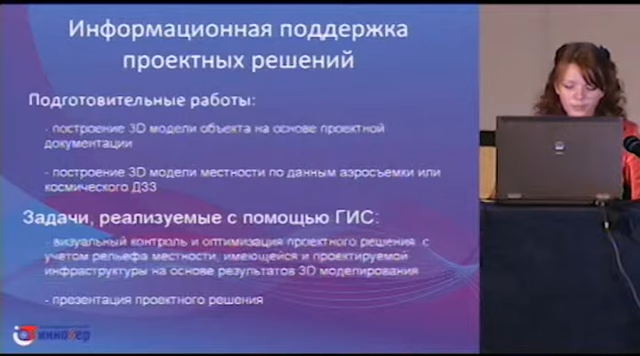 Информационная поддержка
проектных решений
Подготовительные работы:
- построение 3D модели объекта на основе проектной
документации
- построение 3D модели местности по данным аэросъемки или
космического ДЗЗ
Задачи, реализуемые с помощью ГИС:
- визуальный контроль и оптимизация проектного решения с
учетом рельефа местности, имеющейся и проектируемой
инфраструктуры на основе результатов 3D моделирования
- презентация проектного решения
иннотер